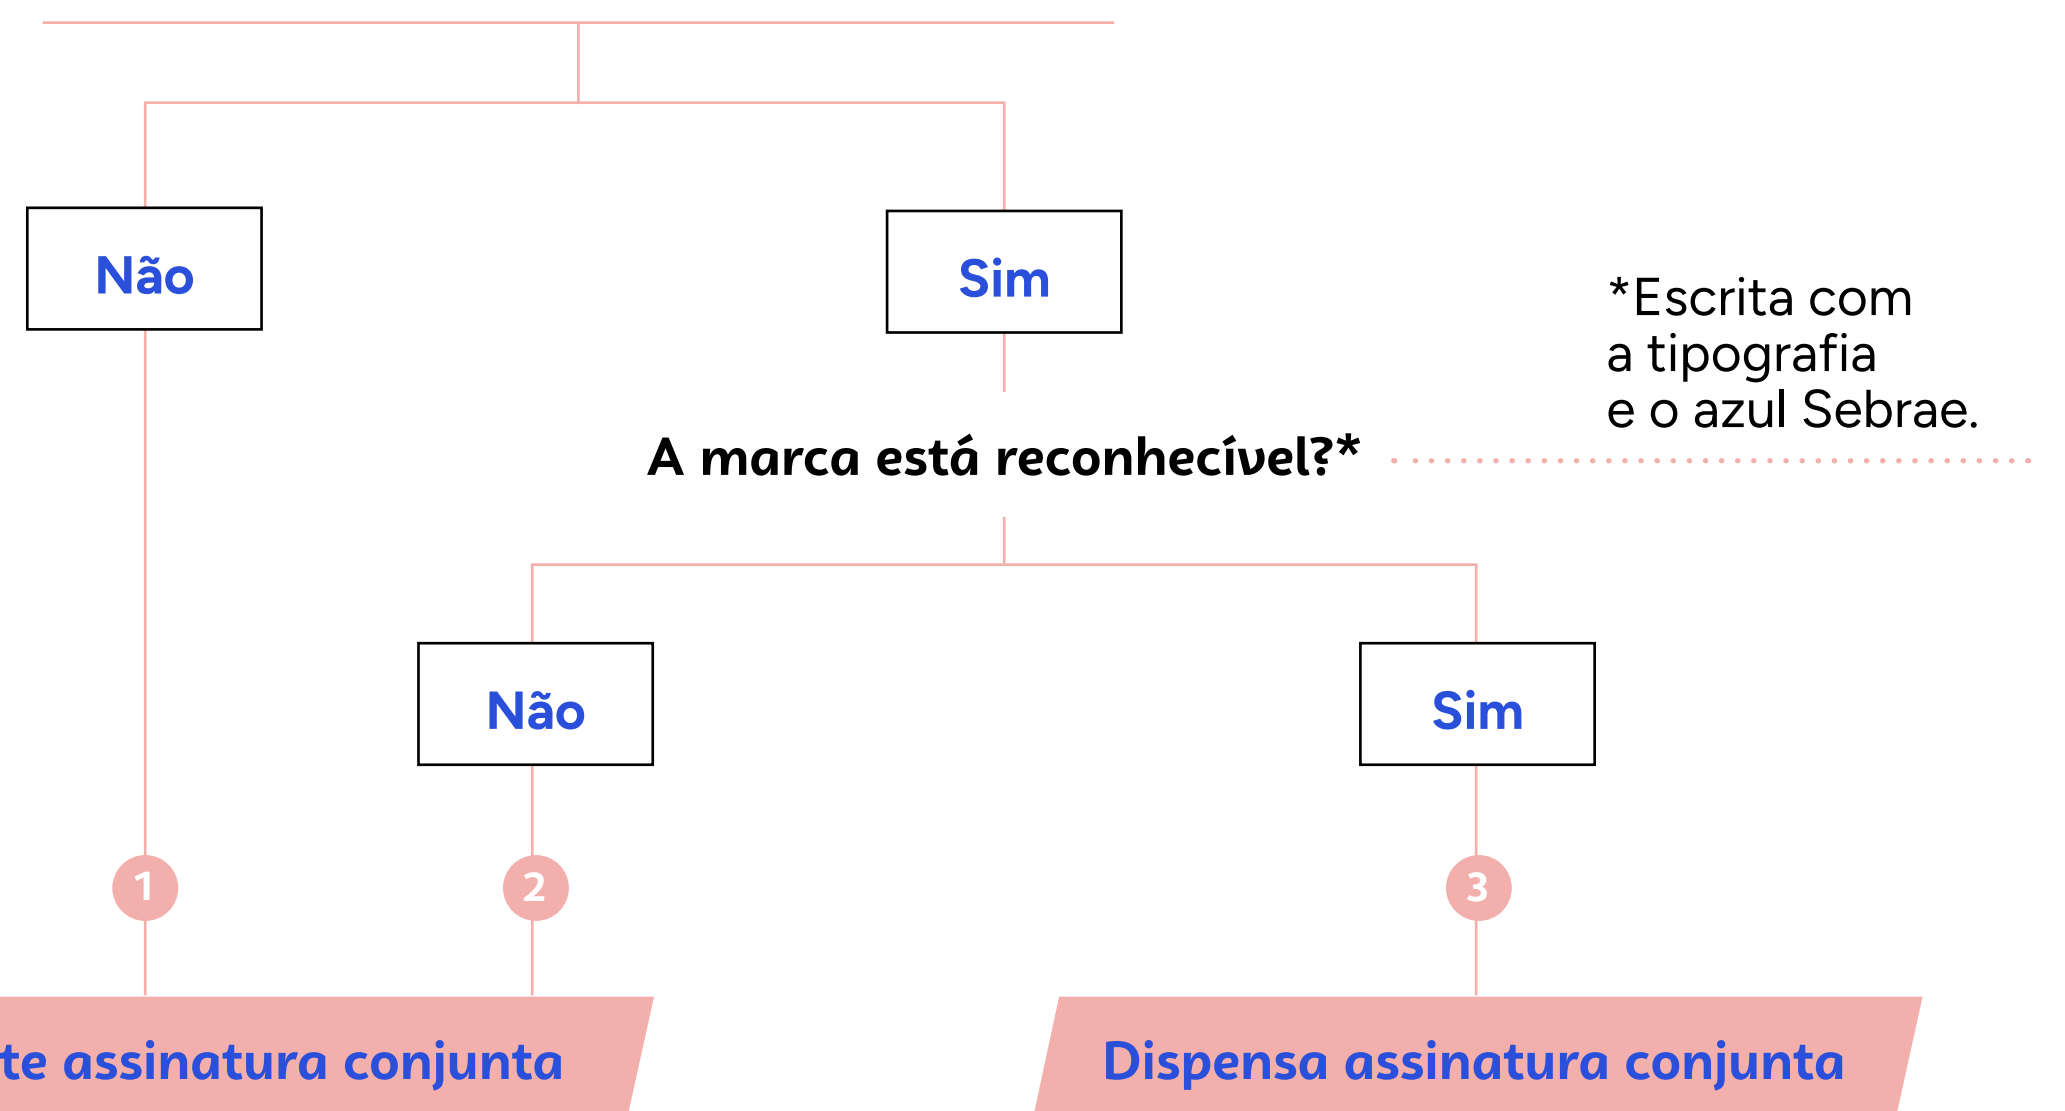 Não
Sim
*Escrita com
a tipografia
e o azul Sebrae.
A marca está reconhecível?*
Não
Sim
1
2
3
te assinatura conjunta
Dispensa assinatura conjunta